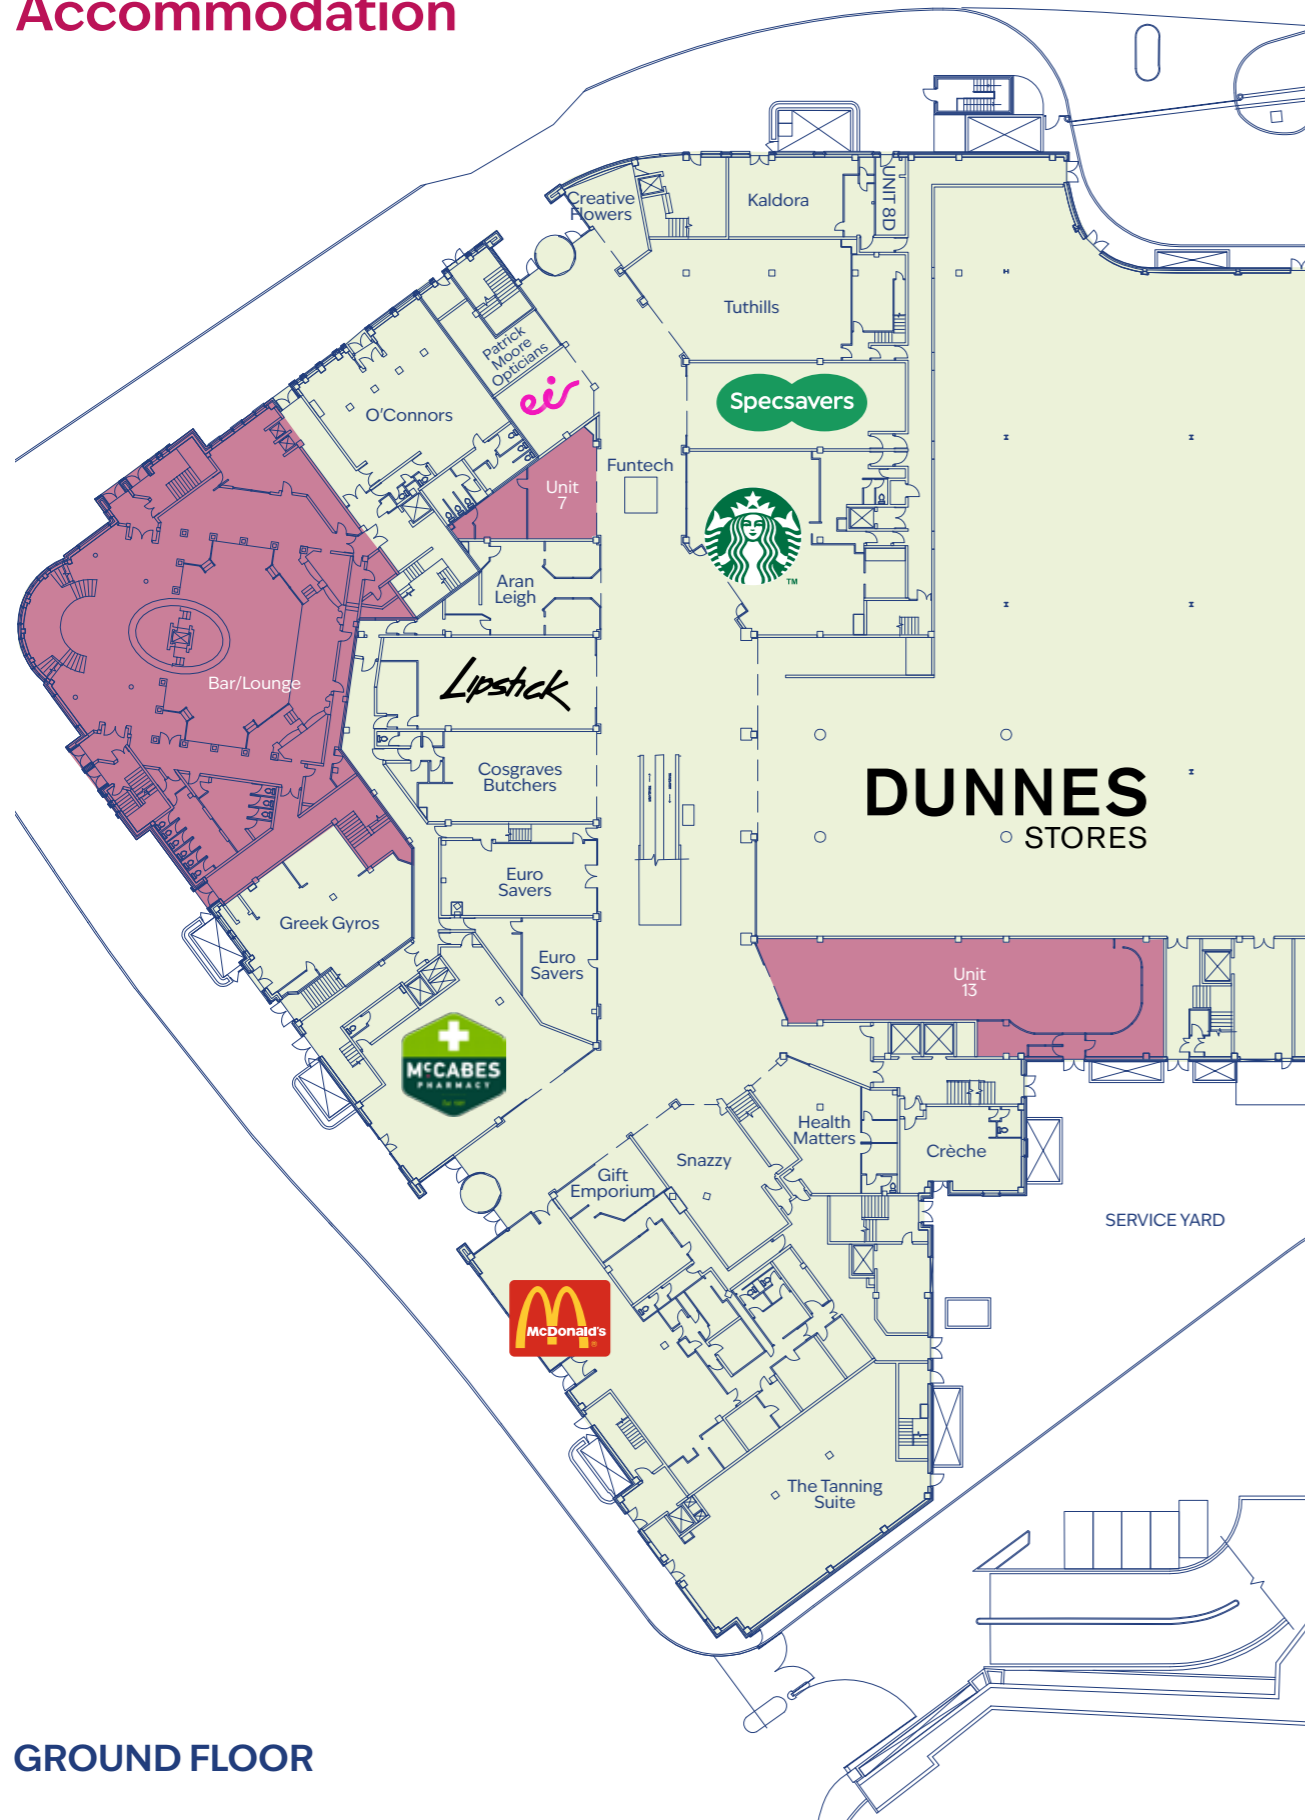 Accommodation
Creative
Flowers
Kaldora
UNIT 8D
Tuthills
Patrick
Moore
Opticians
eir
O'Connors
Specsavers
Funtech
Unit
7
TM
Aran
Leigh
Bar/Lounge
Lipstick
Cosgraves
Butchers
DUNNES
STORES
Euro
Savers
Greek Gyros
Euro
Savers
Unit
13
McCABES
PHARMACY
Health
Matters
Crèche
Snazzy
Gift
Emporium
SERVICE YARD
McDonald's
®
The Tanning
Suite
GROUND FLOOR